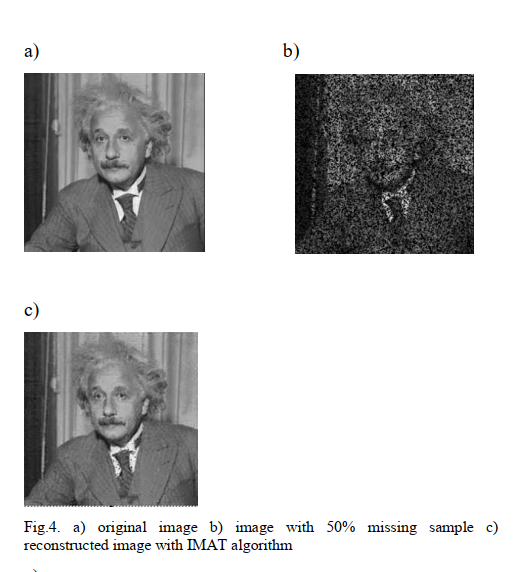 a)
b)
c)
Fig.4. a) original image b) image with 50% missing sample c)
reconstructed image with IMAT algorithm